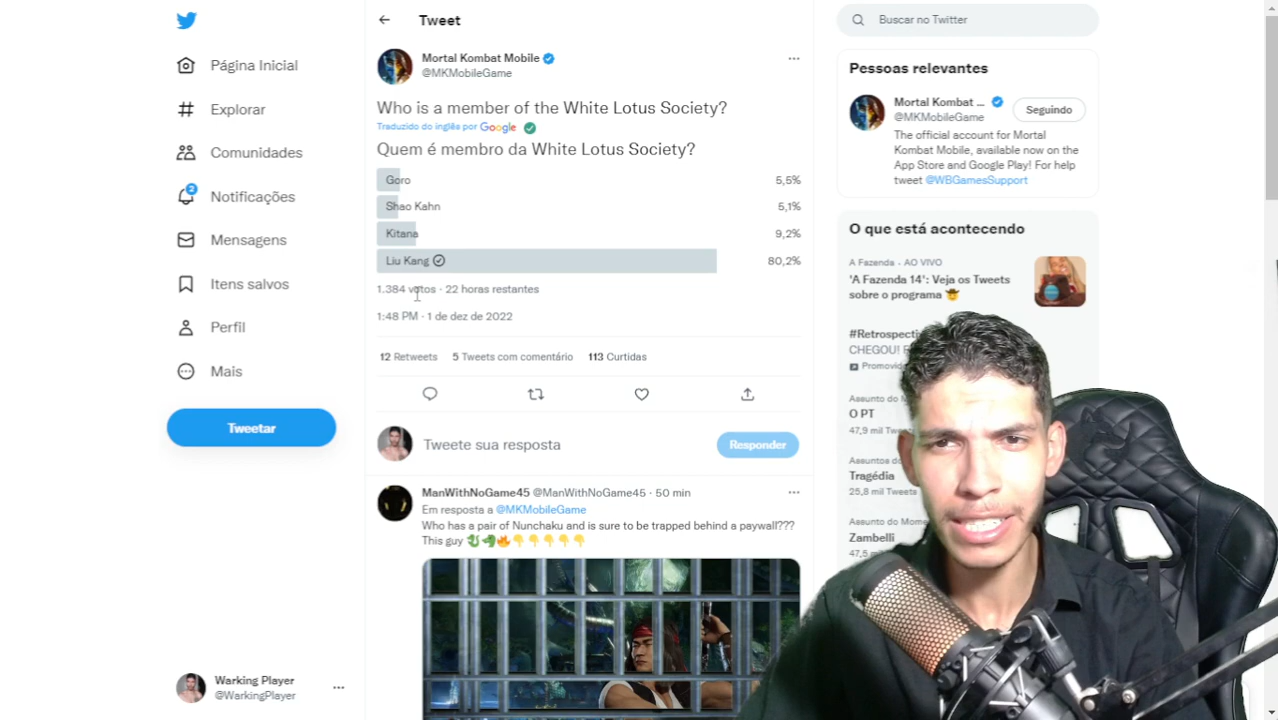 Página Inicial
Explorar
Comunidades
2
Notificações
Mensagens
Itens salvos
Perfil
Mais
Tweetar
Warking Player
@WarkingPlayer
Tweet
Mortal Kombat Mobile
@MKMobileGame
Who is a member of the White Lotus Society?
Traduzido do inglês por Google
Quem é membro da White Lotus Society?
Goro 5,5%
Shao Kahn 5,1%
Kitana 9,2%
Liu Kang 80,2%
1.384 votos · 22 horas restantes
1:48 PM · 1 de dez de 2022
12 Retweets 5 Tweets com comentário 113 Curtidas
Tweete sua resposta
Responder
ManWithNoGame45 @ManWithNoGame45 · 50 min
Em resposta a @MKMobileGame
Who has a pair of Nunchaku and is sure to be trapped behind a paywall???
This guy 🐉🐲🔥👇👇👇👇👇
Buscar no Twitter
Pessoas relevantes
Mortal Kombat ...
@MKMobileGame
Seguindo
The official account for Mortal
Kombat Mobile, available now on the
App Store and Google Play! For help
tweet @WBGamesSupport
O que está acontecendo
A Fazenda · AO VIVO
'A Fazenda 14': Veja os Tweets
sobre o programa 🤠
CHEGOU!
Assunto do
O PT
47,9 mil Tweets
Assuntos do
Tragédia
25,8 mil Tweets
Assunto do
Zambelli